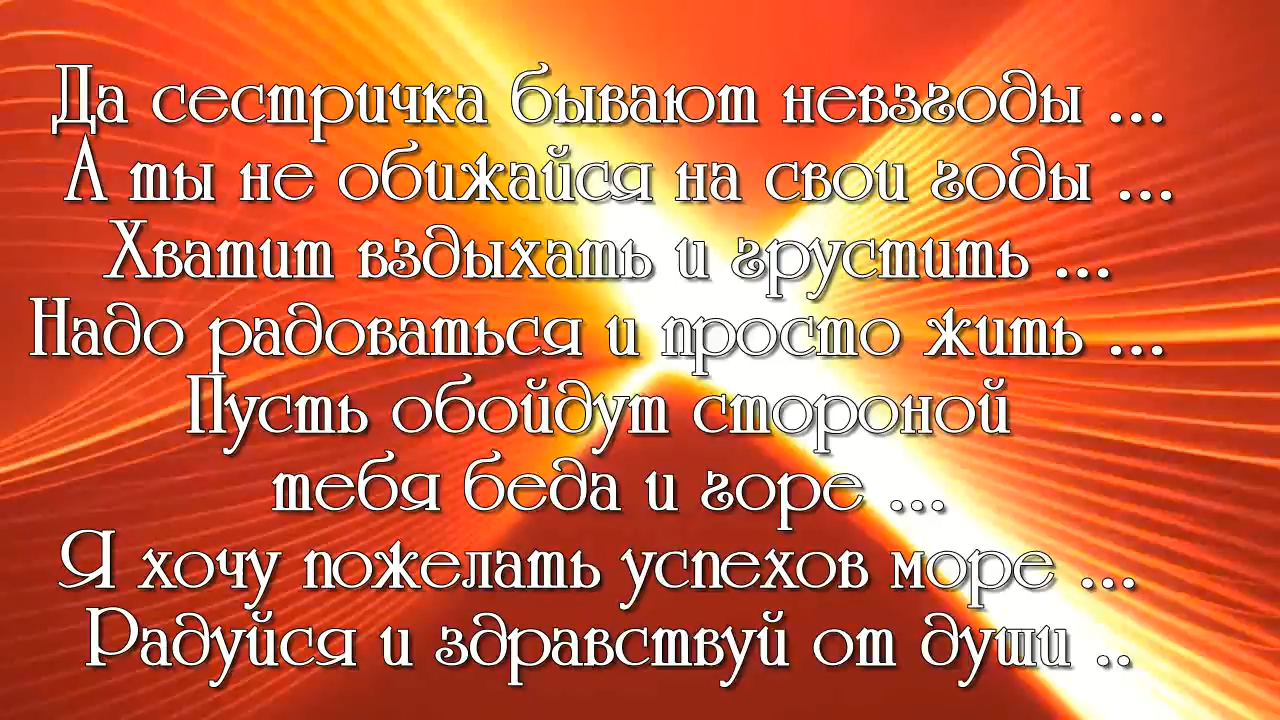 Да сестричка бывают невзгоды ...
А ты не обижайся на свои годы ...
Хватит вздыхать и грустить ...
Надо радоваться и просто жить ...
Пусть обойдут стороной
тебя беда и горе ...
Я хочу пожелать успехов море ...
Радуйся и здравствуй от души ..